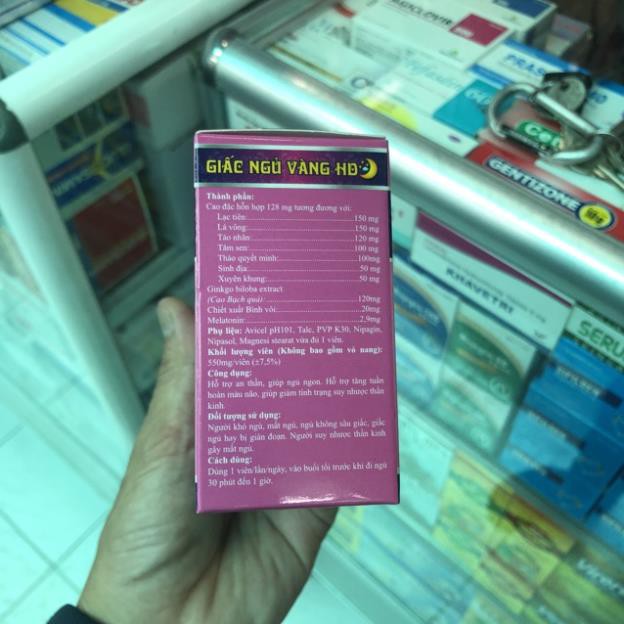 GIẤC NGỦ VÀNG HD
Thành phần:
Cao đặc hỗn hợp 128 mg tương đương với:
Lạc tiên:.....150 mg
Lá vông:.....150 mg
Táo nhân:.....120 mg
Tâm sen:.....100 mg
Thảo quyết minh:.....100mg
Sinh địa:.....50 mg
Xuyên khung:.....50 mg
Ginkgo biloba extract
(Cao Bạch quả):.....120mg
Chiết xuất Bình vôi:.....20mg
Melatonin:.....2,9mg
Phụ liệu: Avicel pH101, Talc, PVP K30, Nipagin,
Nipasol, Magnesi stearat vừa đủ 1 viên.
Khối lượng viên (Không bao gồm vỏ nang):
550mg/viên (±7,5%)
Công dụng:
Hỗ trợ an thần, giúp ngủ ngon. Hỗ trợ tăng tuần
hoàn máu não, giúp giảm tình trạng suy nhược thần
kinh
Đối tượng sử dụng:
Người khó ngủ, mất ngủ, ngủ không sâu giấc, giấc
ngủ hay bị gián đoạn. Người suy nhược thần kinh
gây mất ngủ.
Cách dùng:
Dùng 1 viên/lần/ngày, vào buổi tối trước khi đi ngủ
30 phút đến 1 giờ.
GENTIZONE
10g
KHAVETRI